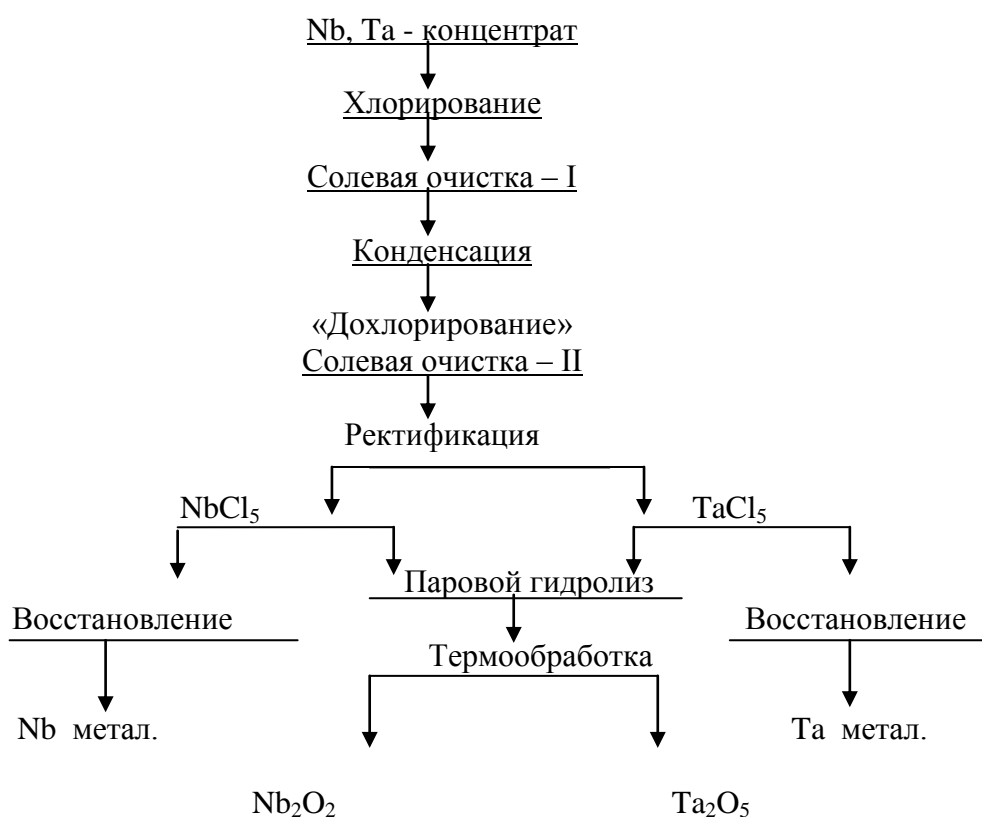 Nb, Ta - концентрат
Хлорирование
Солевая очистка – I
Конденсация
«Дохлорирование»
Солевая очистка – II
Ректификация
NbCl₅ TaCl₅
Паровой гидролиз
Восстановление Восстановление
Термообработка
Nb метал. Ta метал.
Nb₂O₂ Ta₂O₅